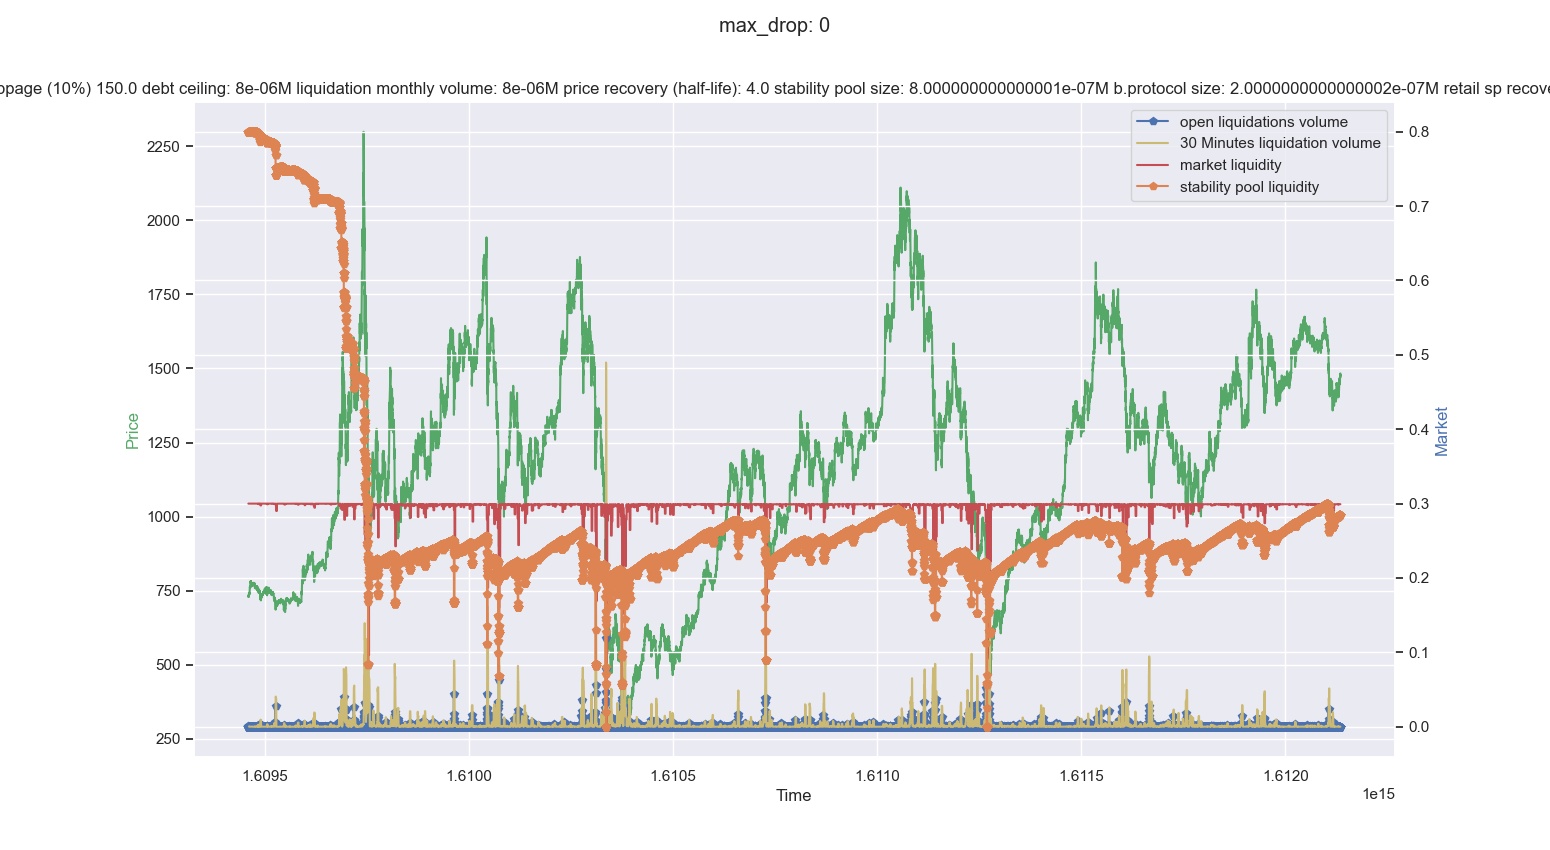 max_drop: 0
opage (10%) 150.0 debt ceiling: 8e-06M liquidation monthly volume: 8e-06M price recovery (half-life): 4.0 stability pool size: 8.000000000000001e-07M b.protocol size: 2.0000000000000002e-07M retail sp recove
open liquidations volume
30 Minutes liquidation volume
market liquidity
stability pool liquidity
Price
2250
2000
1750
1500
1250
1000
750
500
250
0.8
0.7
0.6
0.5
0.4
0.3
0.2
0.1
0.0
Market
1.6095
1.6100
1.6105
1.6110
1.6115
1.6120
1e15
Time